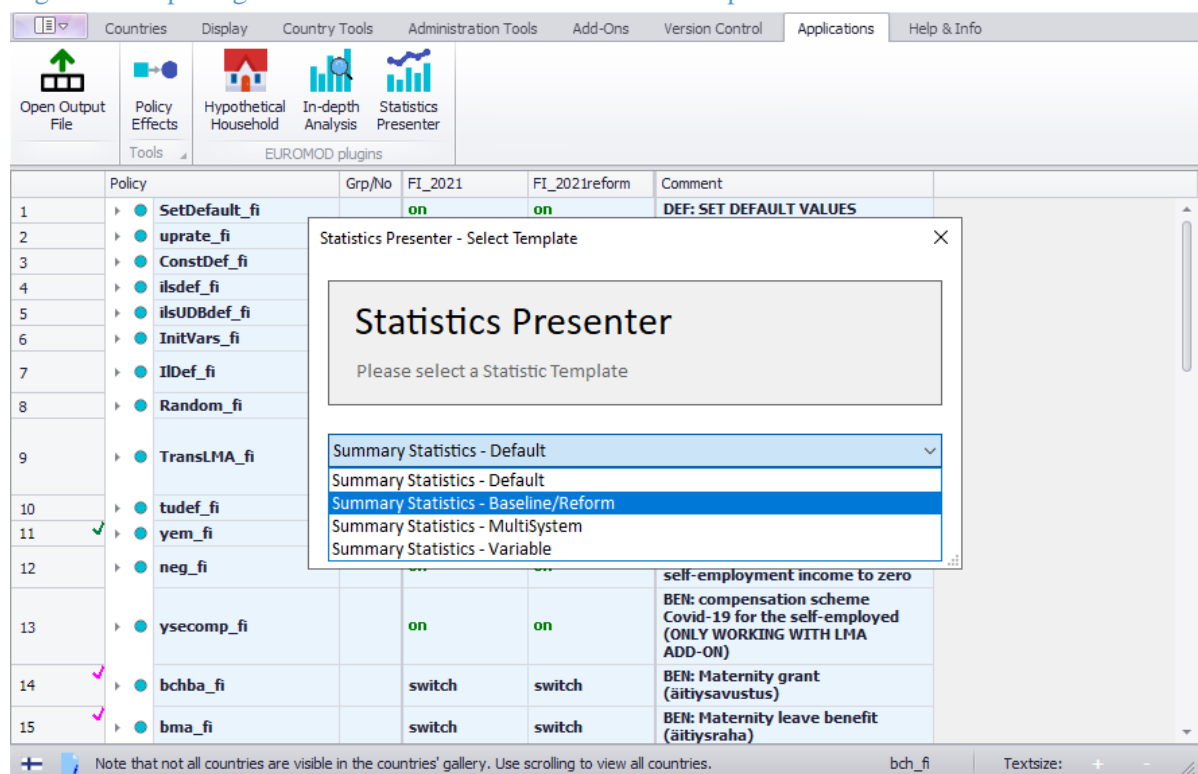 Countries Display Country Tools Administration Tools Add-Ons Version Control Applications Help & Info
Open Output File
Policy Effects
Hypothetical Household
In-depth Analysis
Statistics Presenter
Tools
EUROMOD plugins
Policy Grp/No FI_2021 FI_2021reform Comment
1 SetDefault_fi on on DEF: SET DEFAULT VALUES
2 uprate_fi
3 ConstDef_fi
4 ilsdef_fi
5 ilsUDBdef_fi
6 InitVars_fi
7 IlDef_fi
8 Random_fi
9 TransLMA_fi
10 tudef_fi
11 yem_fi
12 neg_fi
self-employment income to zero
13 ysecomp_fi on on
BEN: compensation scheme
Covid-19 for the self-employed
(ONLY WORKING WITH LMA
ADD-ON)
14 bchba_fi switch switch
BEN: Maternity grant
(äitiysavustus)
15 bma_fi switch switch
BEN: Maternity leave benefit
(äitiysraha)
Statistics Presenter - Select Template
Statistics Presenter
Please select a Statistic Template
Summary Statistics - Default
Summary Statistics - Default
Summary Statistics - Baseline/Reform
Summary Statistics - MultiSystem
Summary Statistics - Variable
Note that not all countries are visible in the countries' gallery. Use scrolling to view all countries. bch_fi Textsize: + -